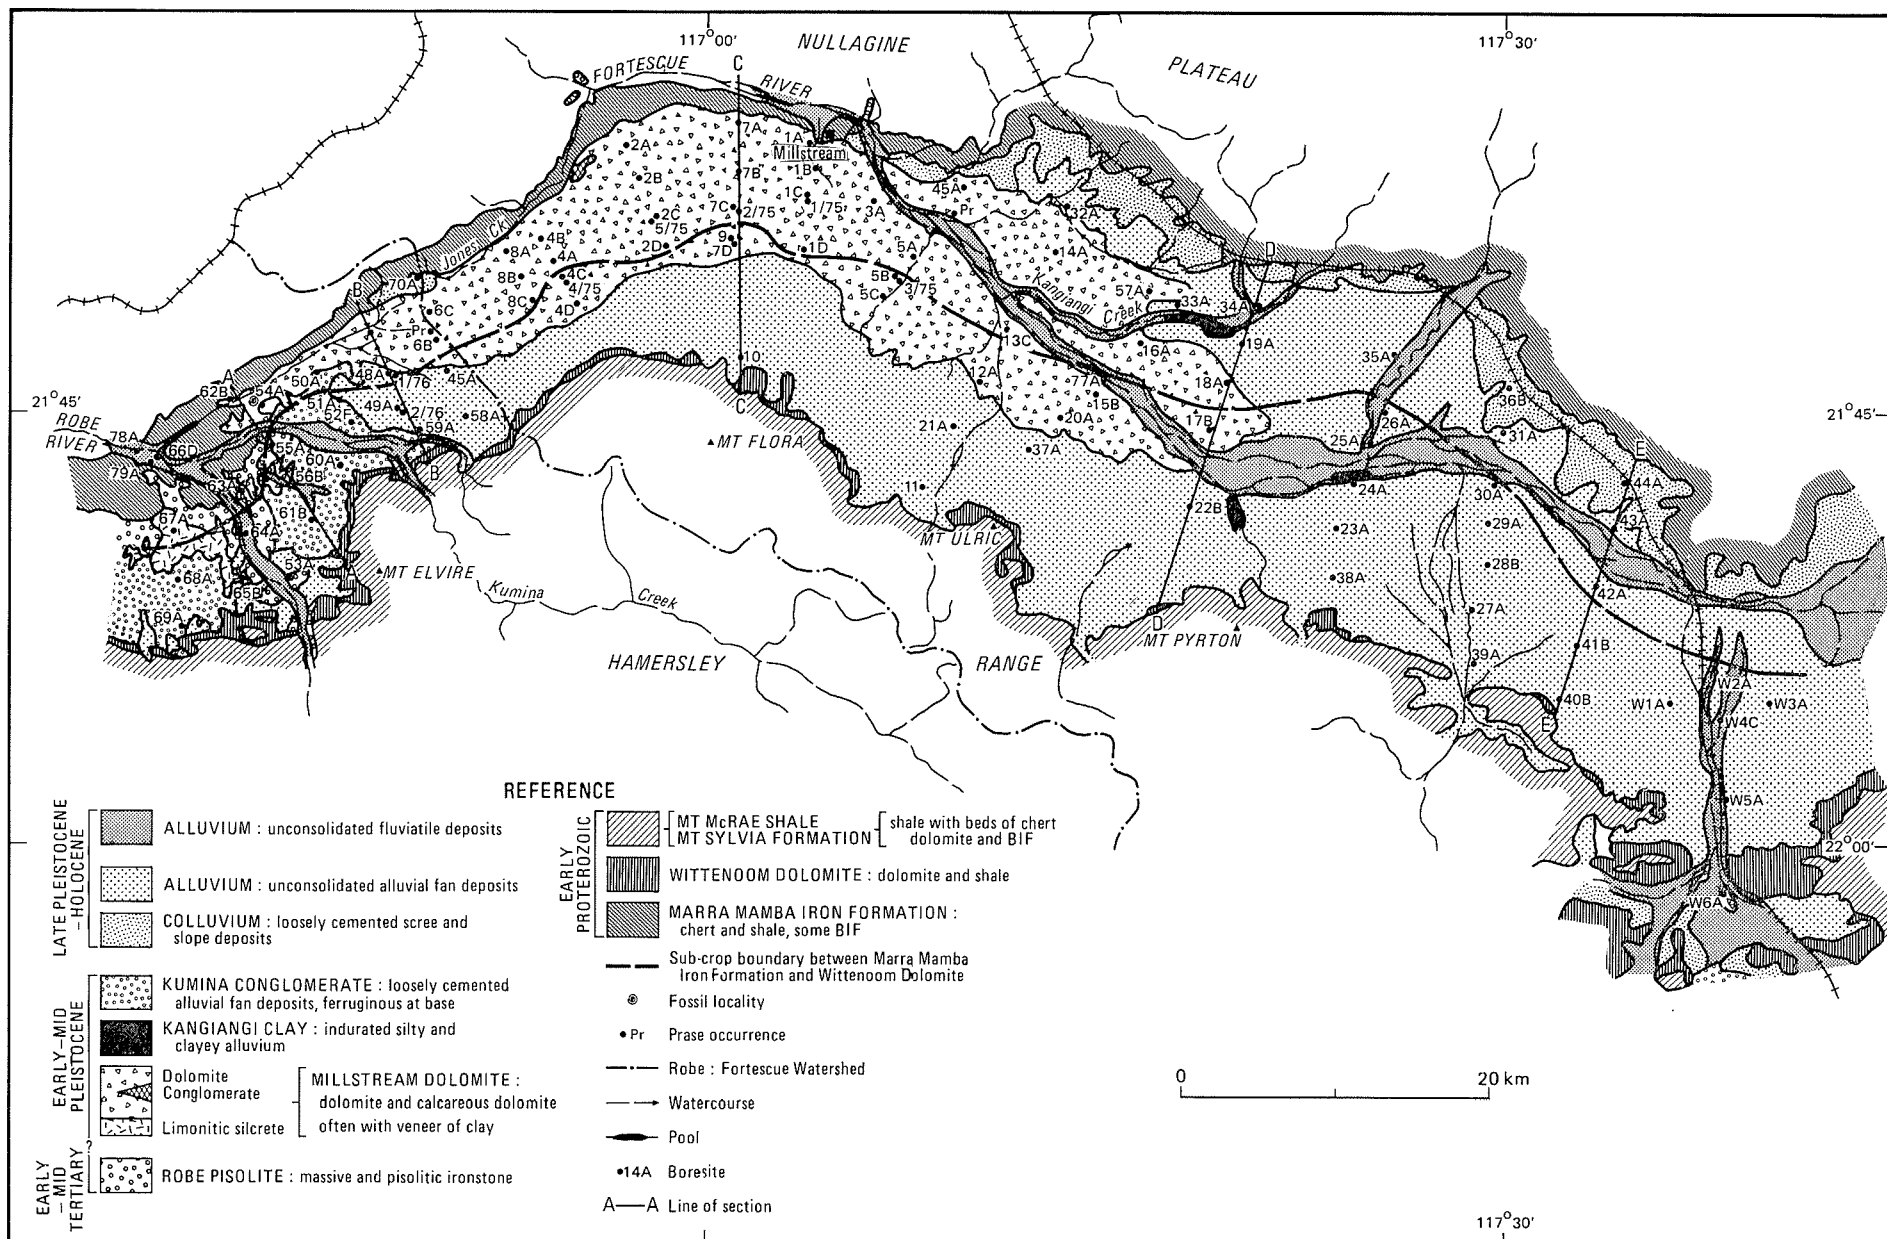 117°00'
NULLAGINE
PLATEAU
117°30'
C
FORTESCUE
RIVER
7A
1A
Millstream
2A
1B
7B
2B
1C
45A
7C
2/75
1/75
3A
Pr
32A
2C
5/75
9
7D
2D
1D
4B
8A
4A
5A
14A
D
Jones Ck
70A
B
8B
4C
4/75
5B
3/75
5C
Kangiangi
Creek
57A
33A
34A
8C
4D
6C
Pr
6B
13C
16A
19A
35A
10
A
62B
54A
50A
48A
1/76
45A
12A
77A
18A
36B
C
21°45'
51A
52F
49A
2/76
58A
59A
15B
20A
17B
26A
25A
31A
21°45'
ROBE
RIVER
78A
66D
79A
55A
60A
56B
B
MT FLORA
21A
37A
E
11
24A
30A
44A
67A
61B
64A
22B
23A
29A
43A
MT ULRIC
53A
68A
65B
A
MT ELVIRE
38A
28B
42A
Kumina
Creek
69A
D
27A
MT PYRTON
HAMERSLEY
RANGE
39A
41B
W2A
40B
W1A
W3A
E
W4C
W5A
22°00'
W6A
REFERENCE
LATE PLEISTOCENE
– HOLOCENE
ALLUVIUM : unconsolidated fluviatile deposits
ALLUVIUM : unconsolidated alluvial fan deposits
COLLUVIUM : loosely cemented scree and
slope deposits
EARLY–MID
PLEISTOCENE
KUMINA CONGLOMERATE : loosely cemented
alluvial fan deposits, ferruginous at base
KANGIANGI CLAY : indurated silty and
clayey alluvium
Dolomite
Conglomerate
Limonitic silcrete
MILLSTREAM DOLOMITE :
dolomite and calcareous dolomite
often with veneer of clay
?
EARLY
–MID
TERTIARY
ROBE PISOLITE : massive and pisolitic ironstone
EARLY
PROTEROZOIC
MT McRAE SHALE
MT SYLVIA FORMATION
shale with beds of chert
dolomite and BIF
WITTENOOM DOLOMITE : dolomite and shale
MARRA MAMBA IRON FORMATION :
chert and shale, some BIF
Sub-crop boundary between Marra Mamba
Iron Formation and Wittenoom Dolomite
Fossil locality
Pr Prase occurrence
Robe : Fortescue Watershed
Watercourse
Pool
14A Boresite
A—A Line of section
0 20 km
117°30'